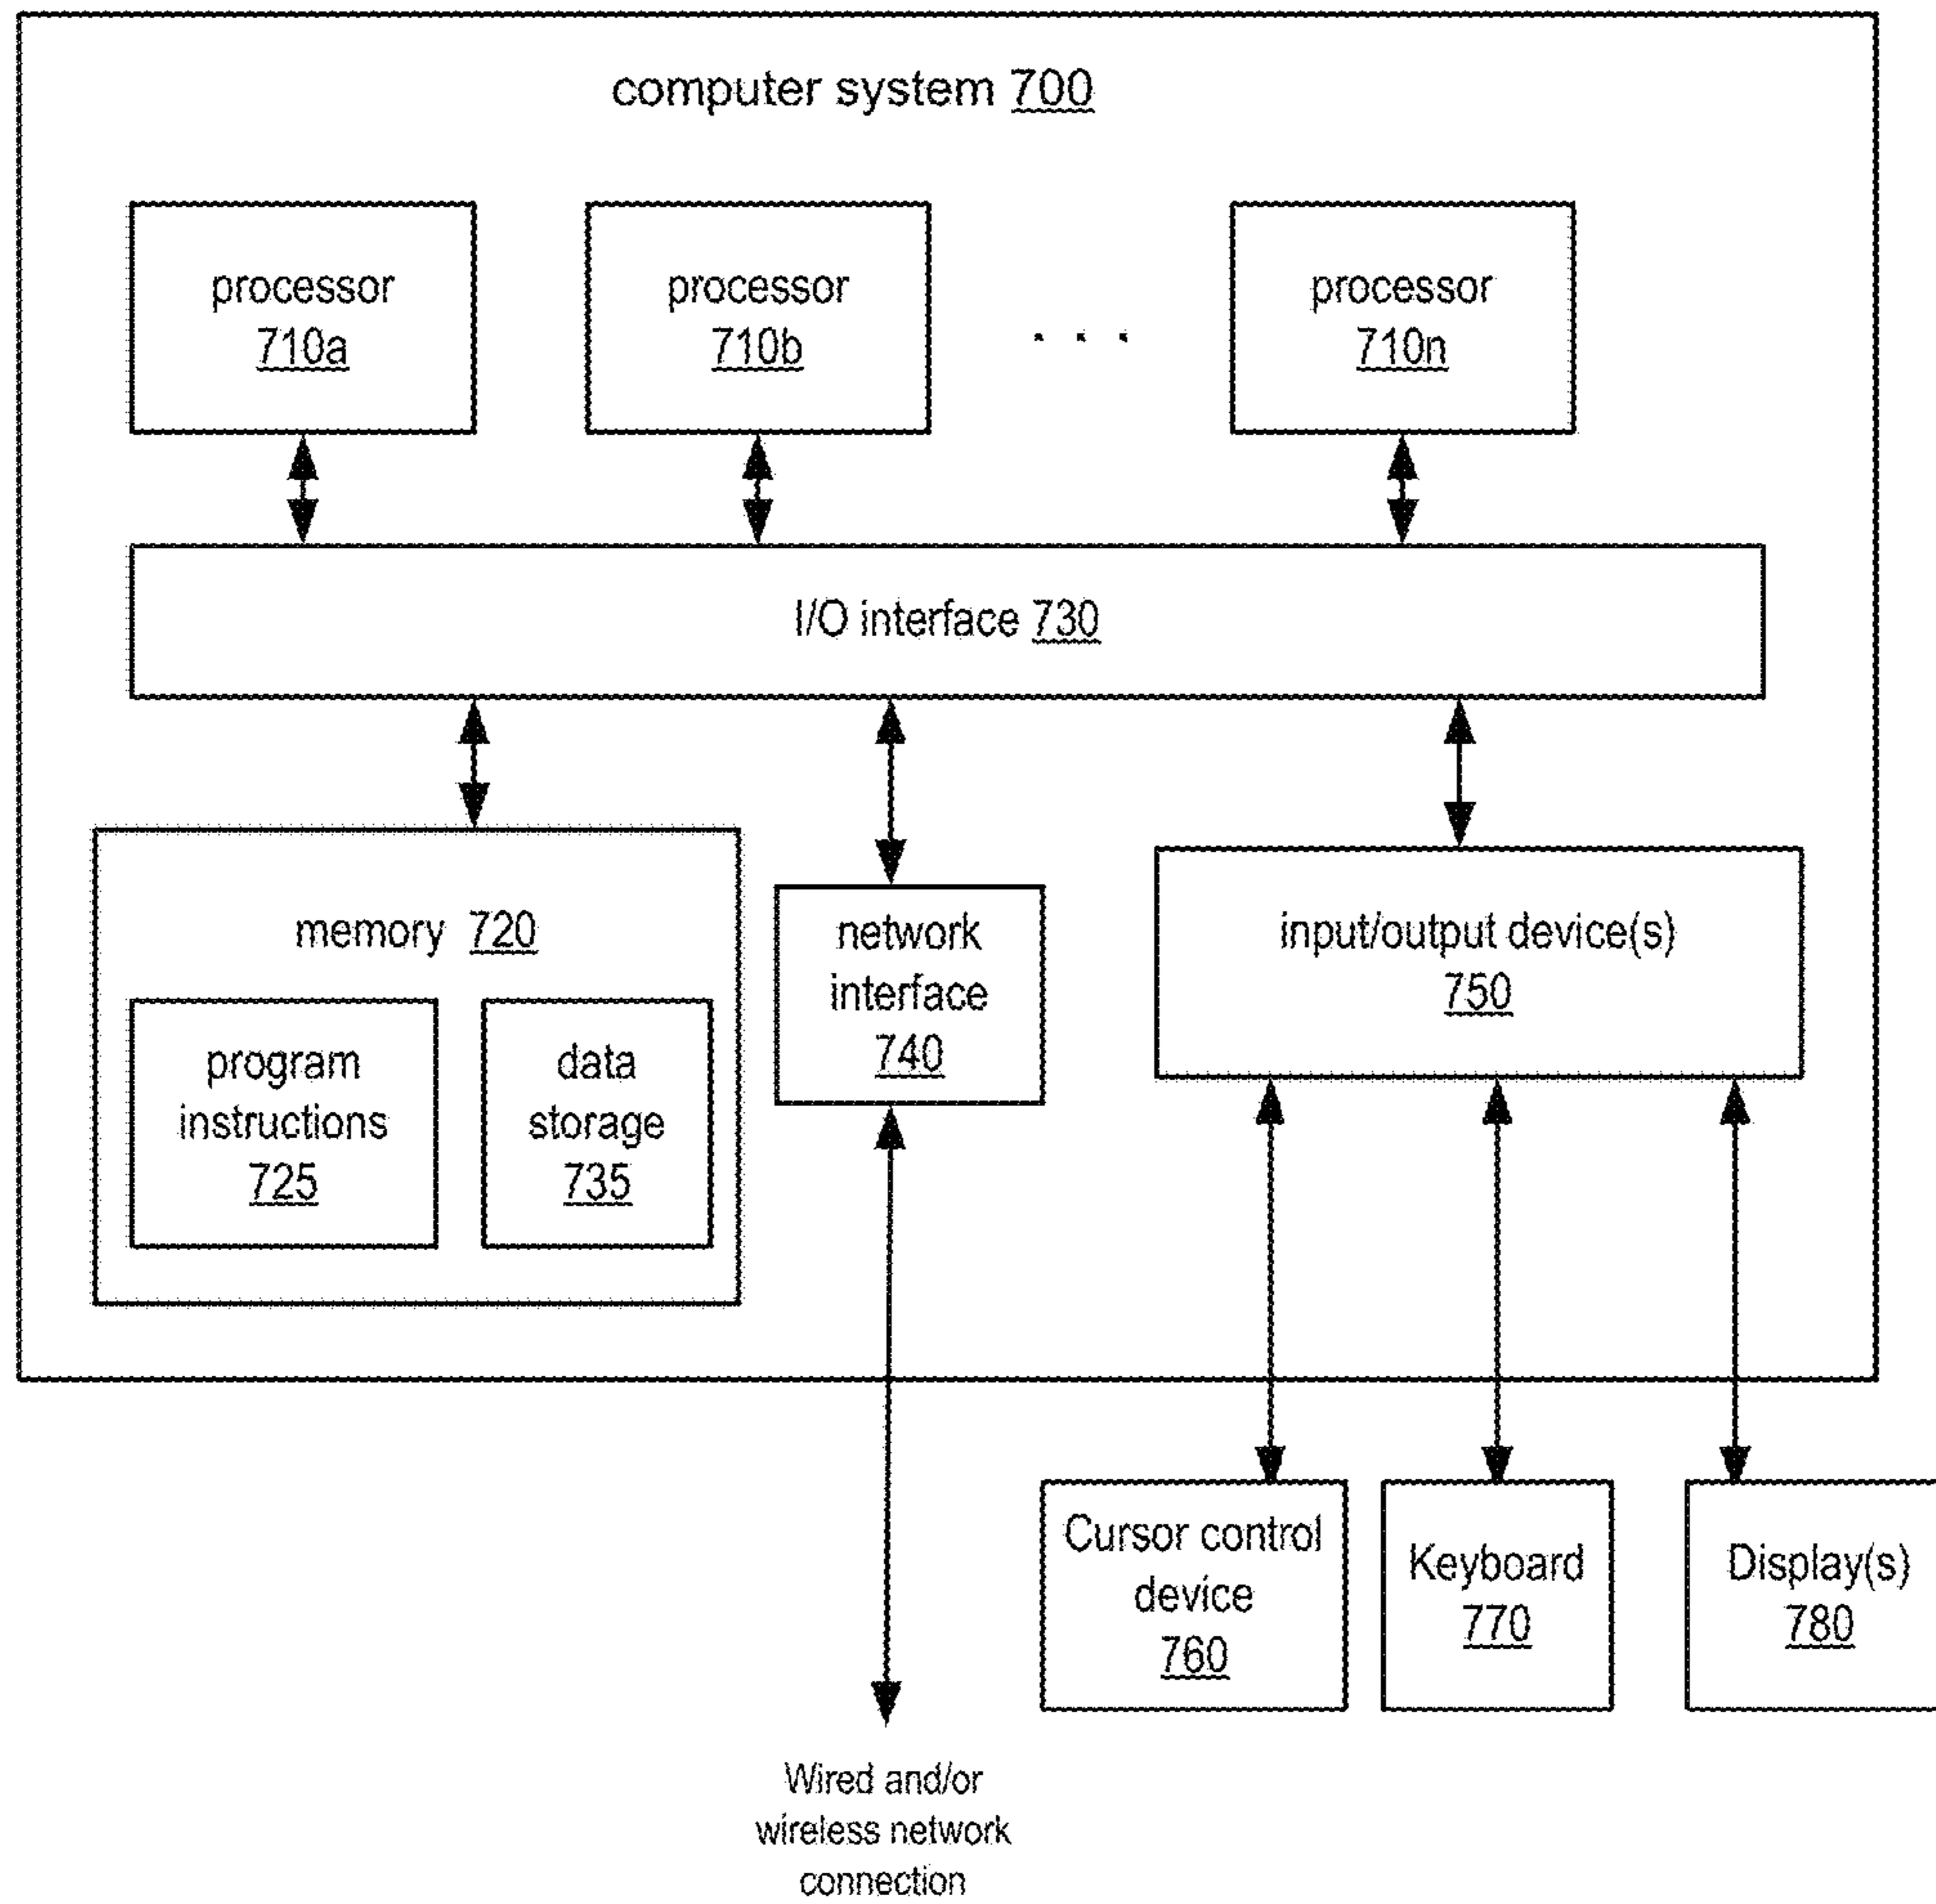 computer system 700
processor
710a
processor
710b
. . .
processor
710n
I/O interface 730
memory 720
program
instructions
725
data
storage
735
network
interface
740
input/output device(s)
750
Cursor control
device
760
Keyboard
770
Display(s)
780
Wired and/or
wireless network
connection